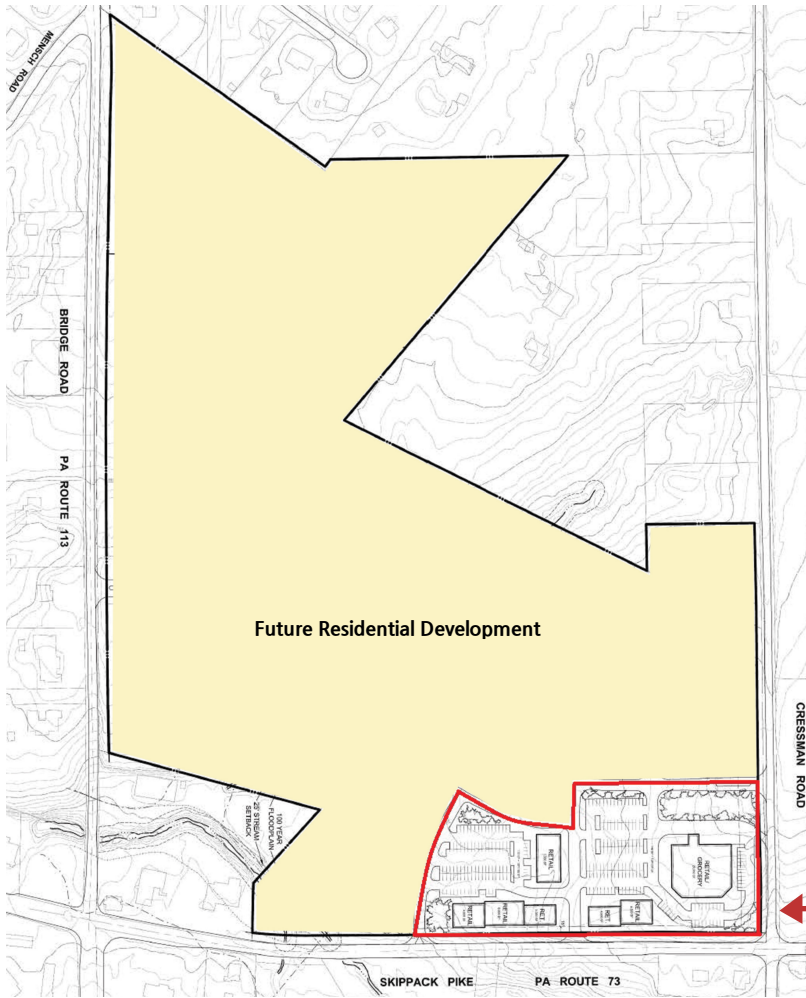 MENSCH ROAD
BRIDGE ROAD PA ROUTE 113
Future Residential Development
CRESSMAN ROAD
100 YEAR
FLOODPLAIN
25' STREAM
SETBACK
RETAIL
RETAIL/
GROCERY
RETAIL
RETAIL
RET.
RET.
RETAIL
SKIPPACK PIKE PA ROUTE 73